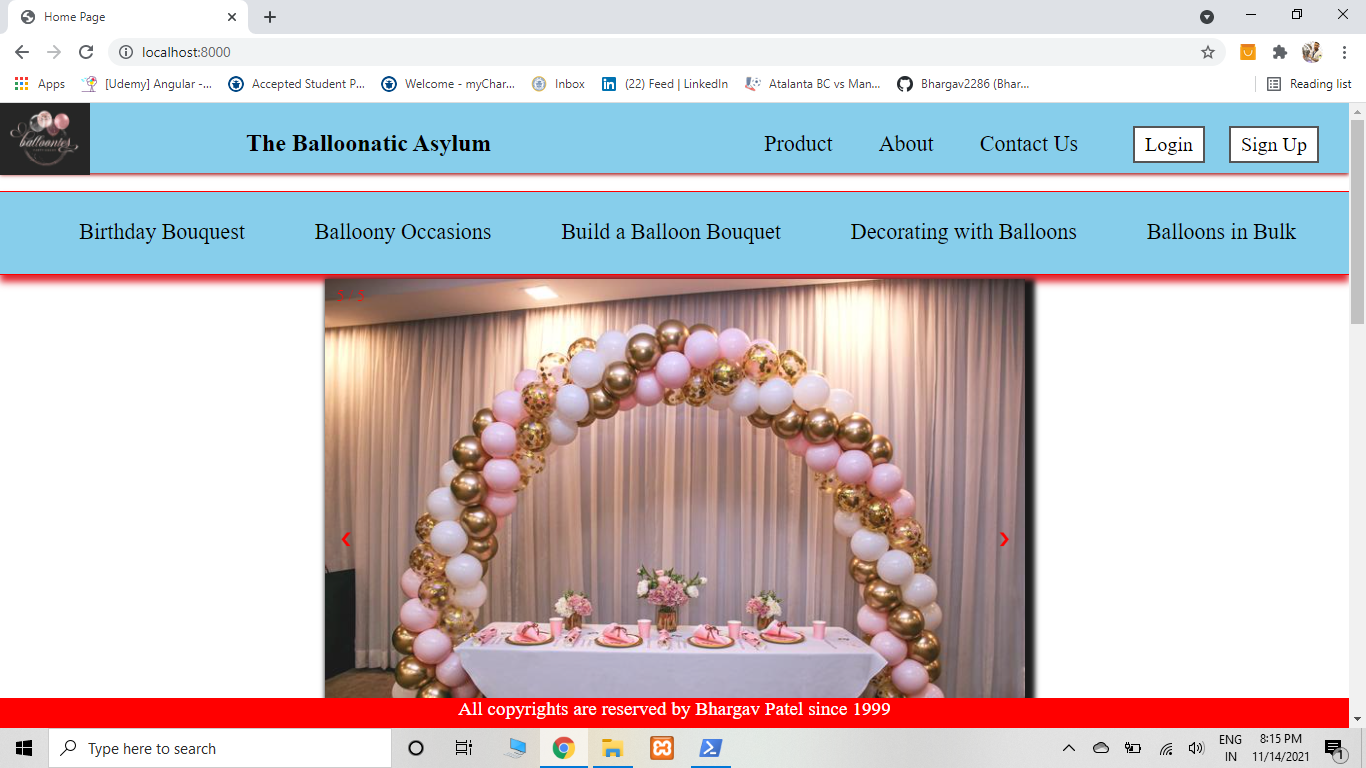 Home Page
localhost:8000
Apps [Udemy] Angular -... Accepted Student P... Welcome - myChar... Inbox (22) Feed | LinkedIn Atalanta BC vs Man... Bhargav2286 (Bhar... Reading list
balloontes
The Balloonatic Asylum Product About Contact Us Login Sign Up
Birthday Bouquest Balloony Occasions Build a Balloon Bouquet Decorating with Balloons Balloons in Bulk
❮ ❯
All copyrights are reserved by Bhargav Patel since 1999
Type here to search
ENG 8:15 PM
IN 11/14/2021 1